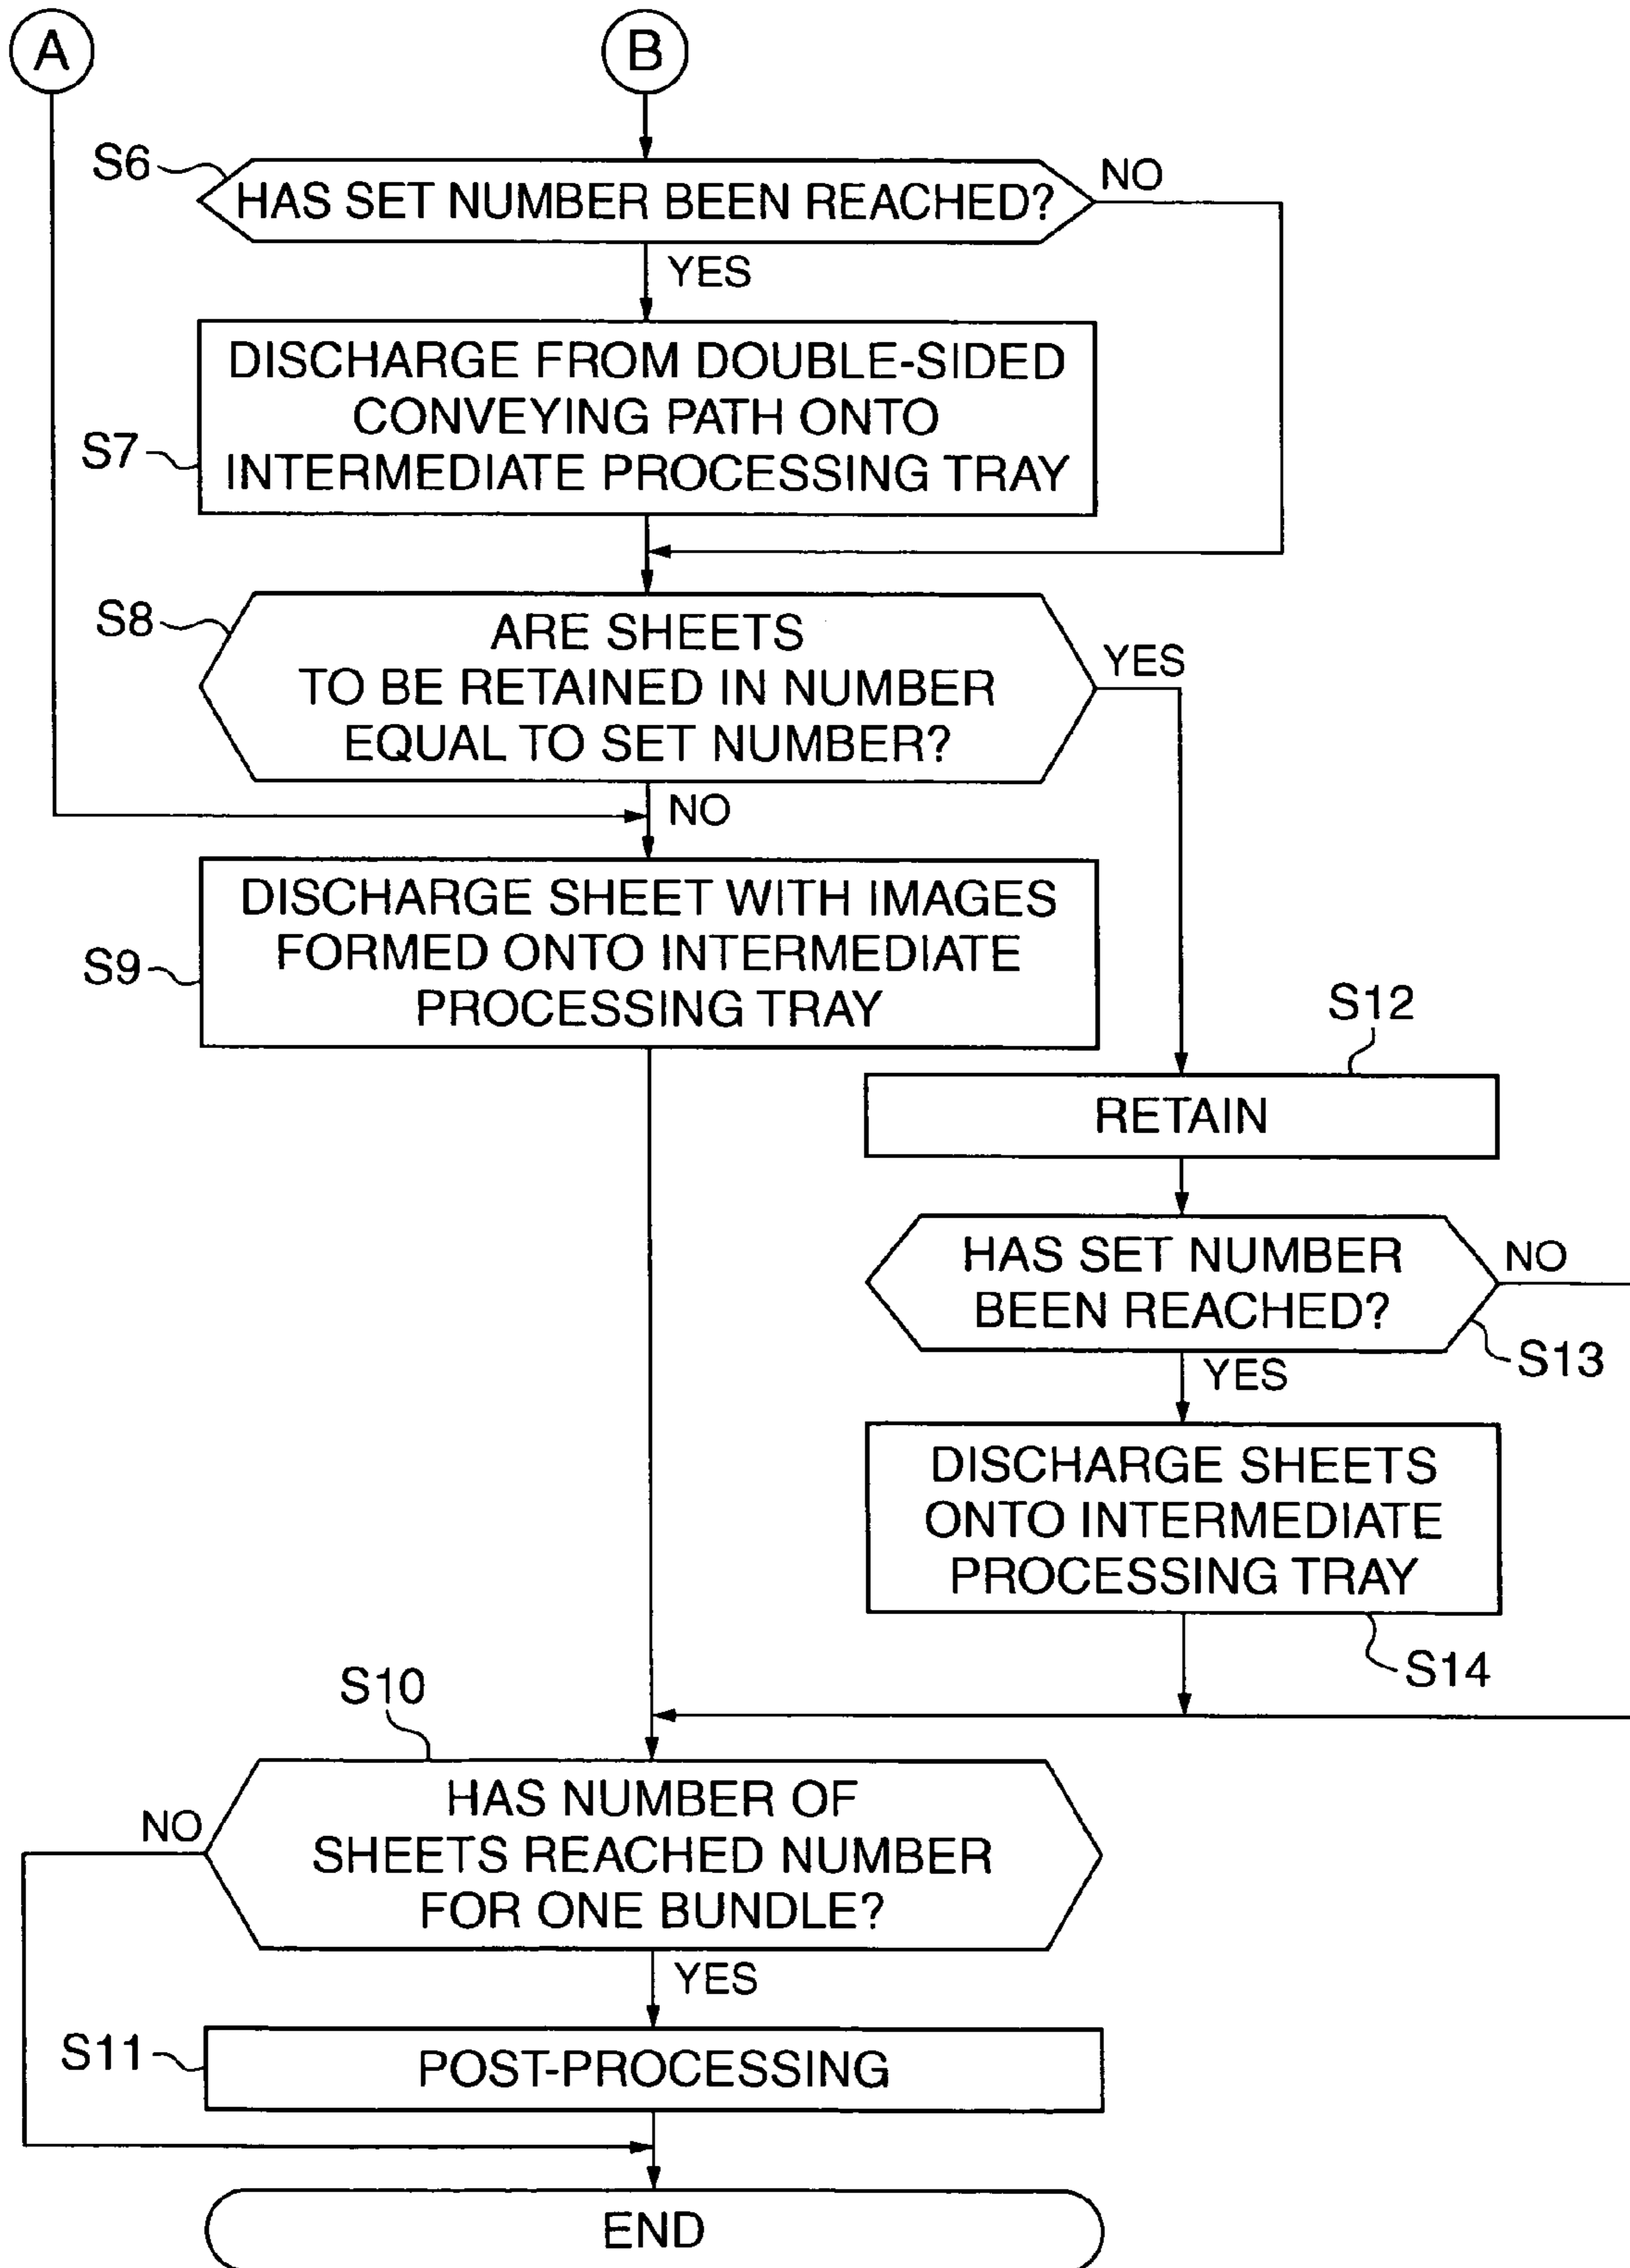 A
B
S6
HAS SET NUMBER BEEN REACHED?
NO
YES
S7
DISCHARGE FROM DOUBLE-SIDED
CONVEYING PATH ONTO
INTERMEDIATE PROCESSING TRAY
S8
ARE SHEETS
TO BE RETAINED IN NUMBER
EQUAL TO SET NUMBER?
YES
NO
S9
DISCHARGE SHEET WITH IMAGES
FORMED ONTO INTERMEDIATE
PROCESSING TRAY
S12
RETAIN
HAS SET NUMBER
BEEN REACHED?
NO
S13
YES
DISCHARGE SHEETS
ONTO INTERMEDIATE
PROCESSING TRAY
S14
S10
HAS NUMBER OF
SHEETS REACHED NUMBER
FOR ONE BUNDLE?
NO
YES
S11
POST-PROCESSING
END